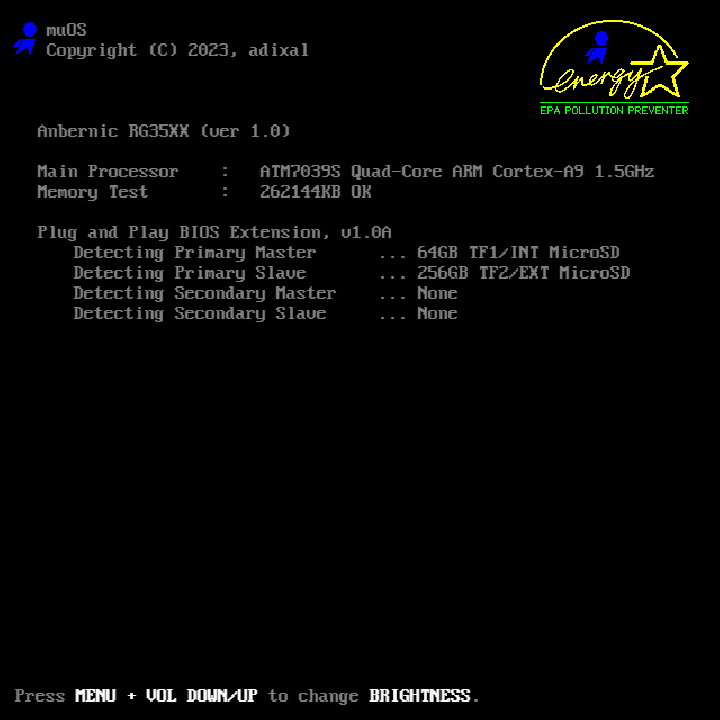 muOS
Copyright (C) 2023, adixal
energy
EPA POLLUTION PREVENTER
Anbernic RG35XX (ver 1.0)
Main Processor : ATM7039S Quad-Core ARM Cortex-A9 1.5GHz
Memory Test : 262144KB OK
Plug and Play BIOS Extension, v1.0A
Detecting Primary Master ... 64GB TF1/INT MicroSD
Detecting Primary Slave ... 256GB TF2/EXT MicroSD
Detecting Secondary Master ... None
Detecting Secondary Slave ... None
Press MENU + VOL DOWN/UP to change BRIGHTNESS.